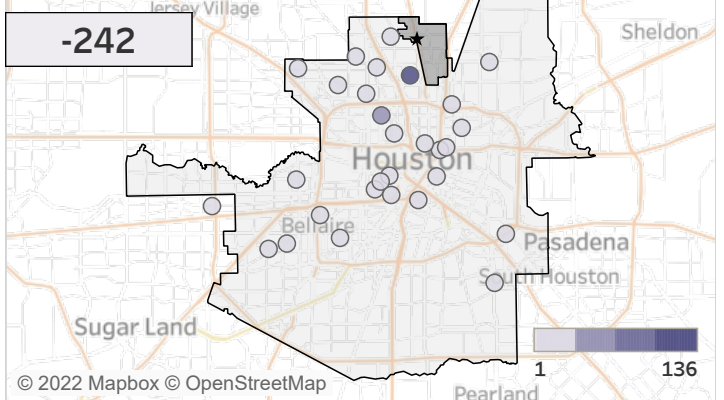 Jersey Village
-242
Sheldon
Houston
Bellaire
Pasadena
South Houston
Sugar Land
1
136
© 2022 Mapbox © OpenStreetMap
Pearland